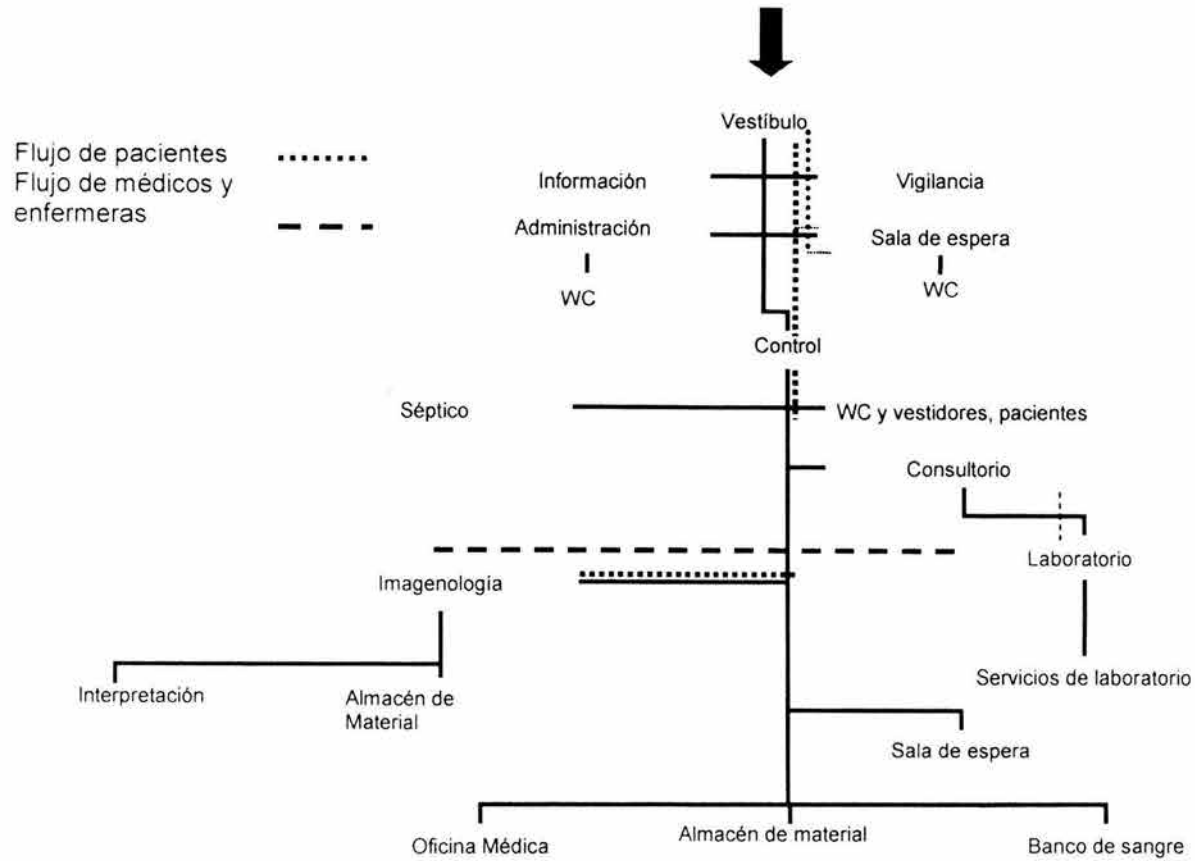 Vestíbulo
Flujo de pacientes
Flujo de médicos y
enfermeras
Información
Vigilancia
Administración
Sala de espera
WC
WC
Control
Séptico
WC y vestidores, pacientes
Consultorio
Laboratorio
Imagenología
Servicios de laboratorio
Interpretación
Almacén de
Material
Sala de espera
Oficina Médica
Almacén de material
Banco de sangre